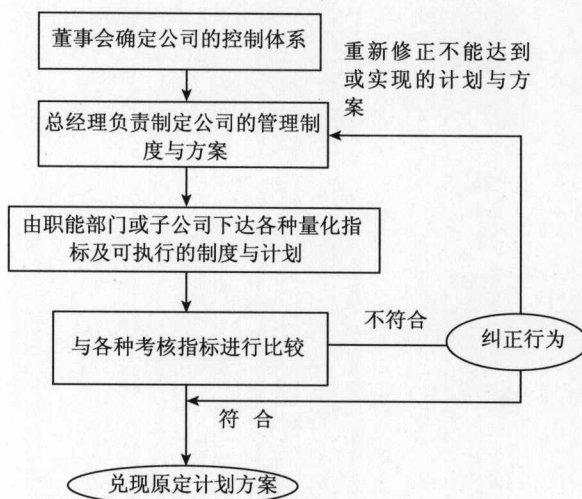 董事会确定公司的控制体系
重新修正不能达到
或实现的计划与方
案
总经理负责制定公司的管理制
度与方案
由职能部门或子公司下达各种量化指
标及可执行的制度与计划
不符合
与各种考核指标进行比较
纠正行为
符 合
兑现原定计划方案